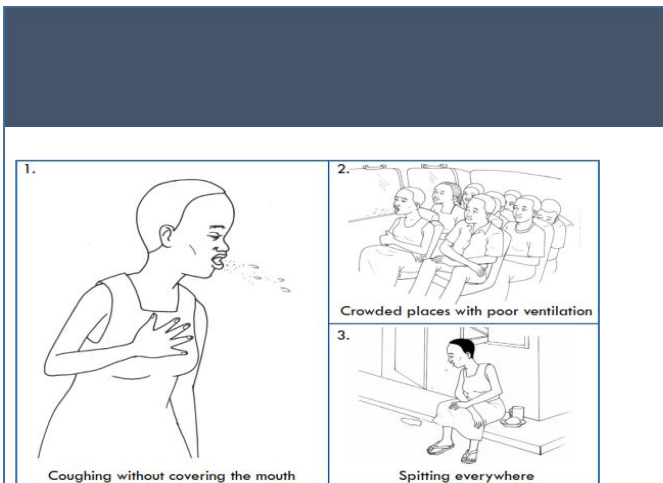 1.
Coughing without covering the mouth
2.
Crowded places with poor ventilation
3.
Spitting everywhere